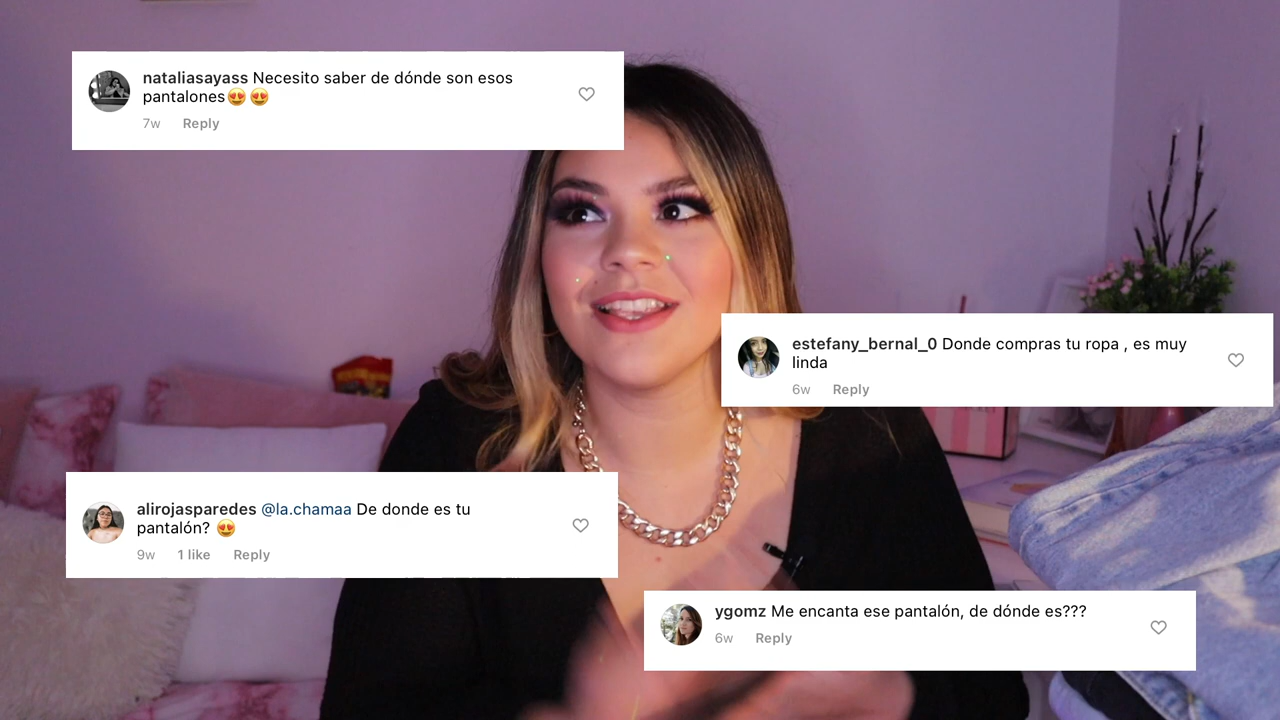 nataliasayass Necesito saber de dónde son esos
pantalones😍😍
7w Reply
estefany_bernal_0 Donde compras tu ropa , es muy
linda
6w Reply
alirojasparedes @la.chamaa De donde es tu
pantalón? 😍
9w 1 like Reply
ygomz Me encanta ese pantalón, de dónde es???
6w Reply